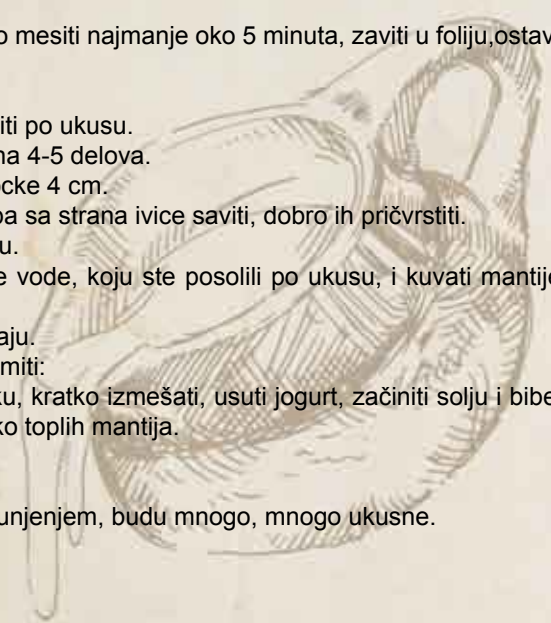 o mesiti najmanje oko 5 minuta, zaviti u foliju,ostav
iti po ukusu.
na 4-5 delova.
ocke 4 cm.
pa sa strana ivice saviti, dobro ih pričvrstiti.
u.
e vode, koju ste posolili po ukusu, i kuvati mantije
aju.
miti:
ku, kratko izmešati, usuti jogurt, začiniti solju i bibe
ko toplih mantija.
unjenjem, budu mnogo, mnogo ukusne.